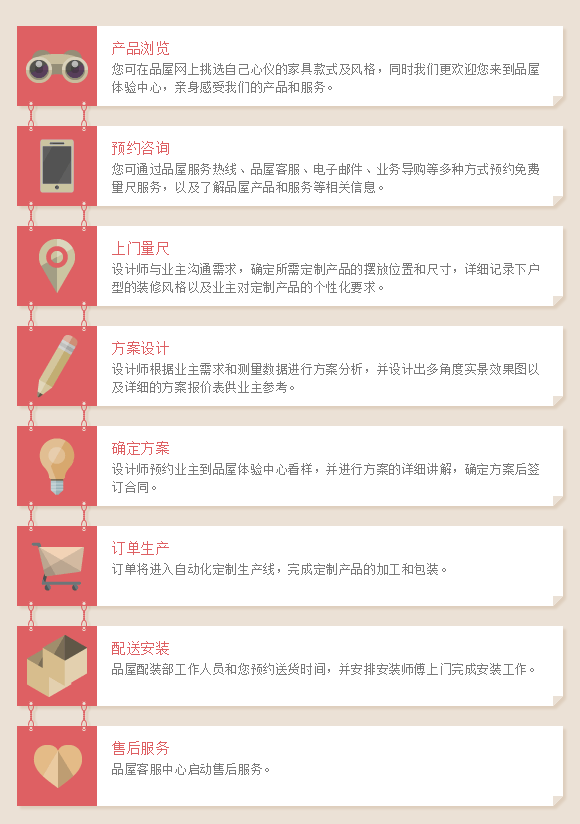 产品浏览
您可在品屋网上挑选自己心仪的家具款式及风格，同时我们更欢迎您来到品屋
体验中心，亲身感受我们的产品和服务。
预约咨询
您可通过品屋服务热线、品屋客服、电子邮件、业务导购等多种方式预约免费
量尺服务，以及了解品屋产品和服务等相关信息。
上门量尺
设计师与业主沟通需求，确定所需定制产品的摆放位置和尺寸，详细记录下户
型的装修风格以及业主对定制产品的个性化要求。
方案设计
设计师根据业主需求和测量数据进行方案分析，并设计出多角度实景效果图以
及详细的方案报价表供业主参考。
确定方案
设计师预约业主到品屋体验中心看样，并进行方案的详细讲解，确定方案后签
订合同。
订单生产
订单将进入自动化定制生产线，完成定制产品的加工和包装。
配送安装
品屋配装部工作人员和您预约送货时间，并安排安装师傅上门完成安装工作。
售后服务
品屋客服中心启动售后服务。